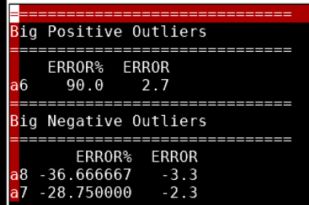 ==============================
Big Positive Outliers
==============================
    ERROR%  ERROR
a6    90.0    2.7
==============================
Big Negative Outliers
==============================
       ERROR%  ERROR
a8 -36.666667   -3.3
a7 -28.750000   -2.3